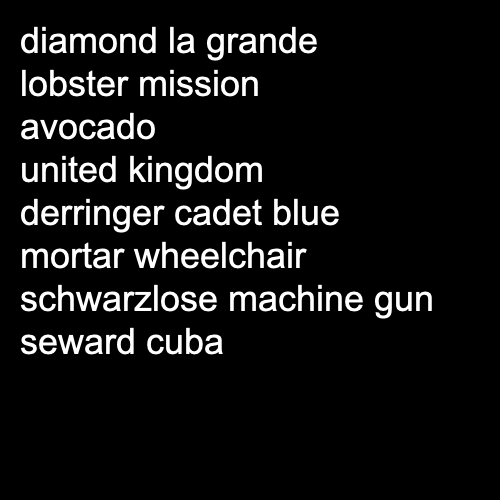 diamond la grande
lobster mission
avocado
united kingdom
derringer cadet blue
mortar wheelchair
schwarzlose machine gun
seward cuba